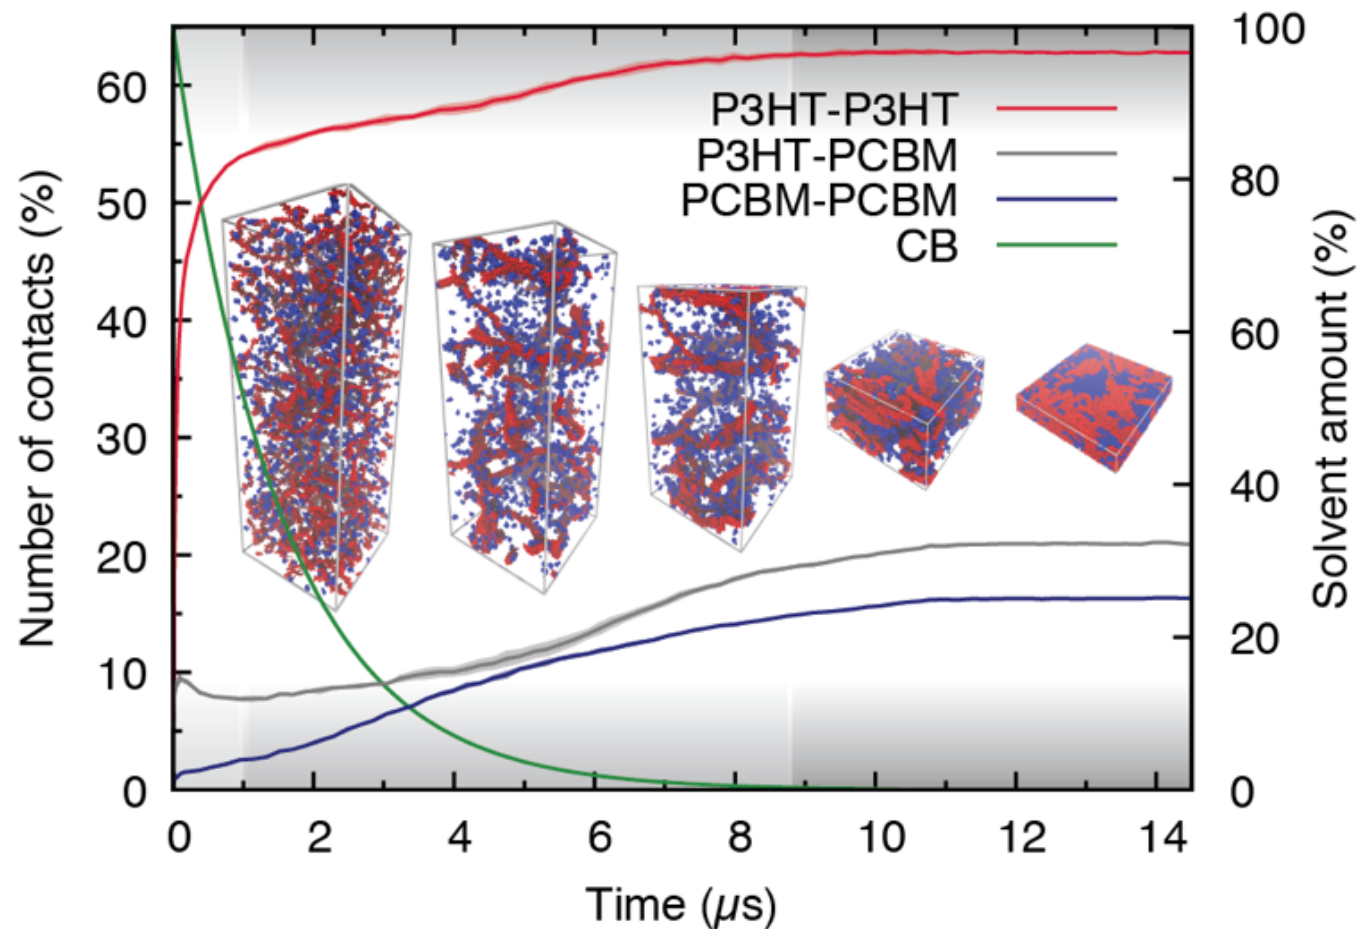 Number of contacts (%)
60
50
40
30
20
10
0
P3HT-P3HT
P3HT-PCBM
PCBM-PCBM
CB
100
80
60
40
20
0
Solvent amount (%)
0 2 4 6 8 10 12 14
Time (µs)